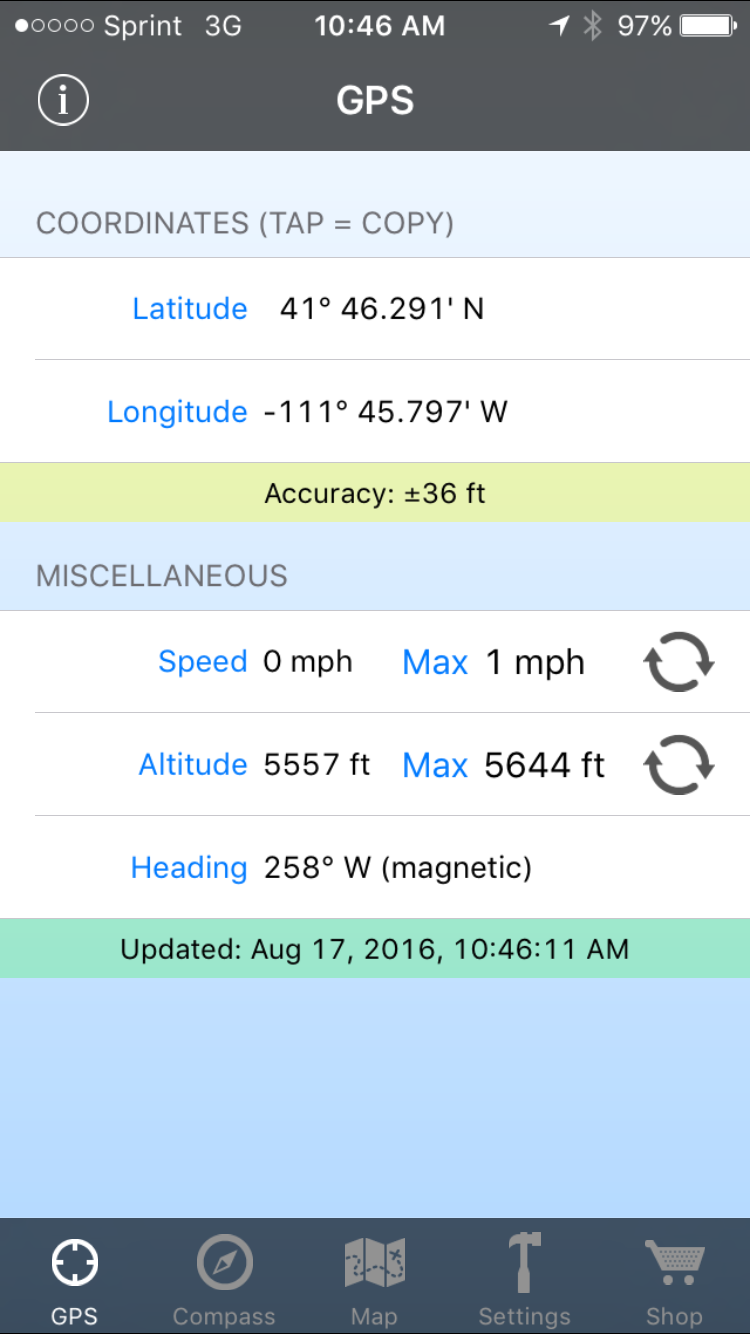 Sprint 3G 10:46 AM 97%
i GPS
COORDINATES (TAP = COPY)
Latitude 41° 46.291' N
Longitude -111° 45.797' W
Accuracy: ±36 ft
MISCELLANEOUS
Speed 0 mph Max 1 mph
Altitude 5557 ft Max 5644 ft
Heading 258° W (magnetic)
Updated: Aug 17, 2016, 10:46:11 AM
GPS Compass Map Settings Shop